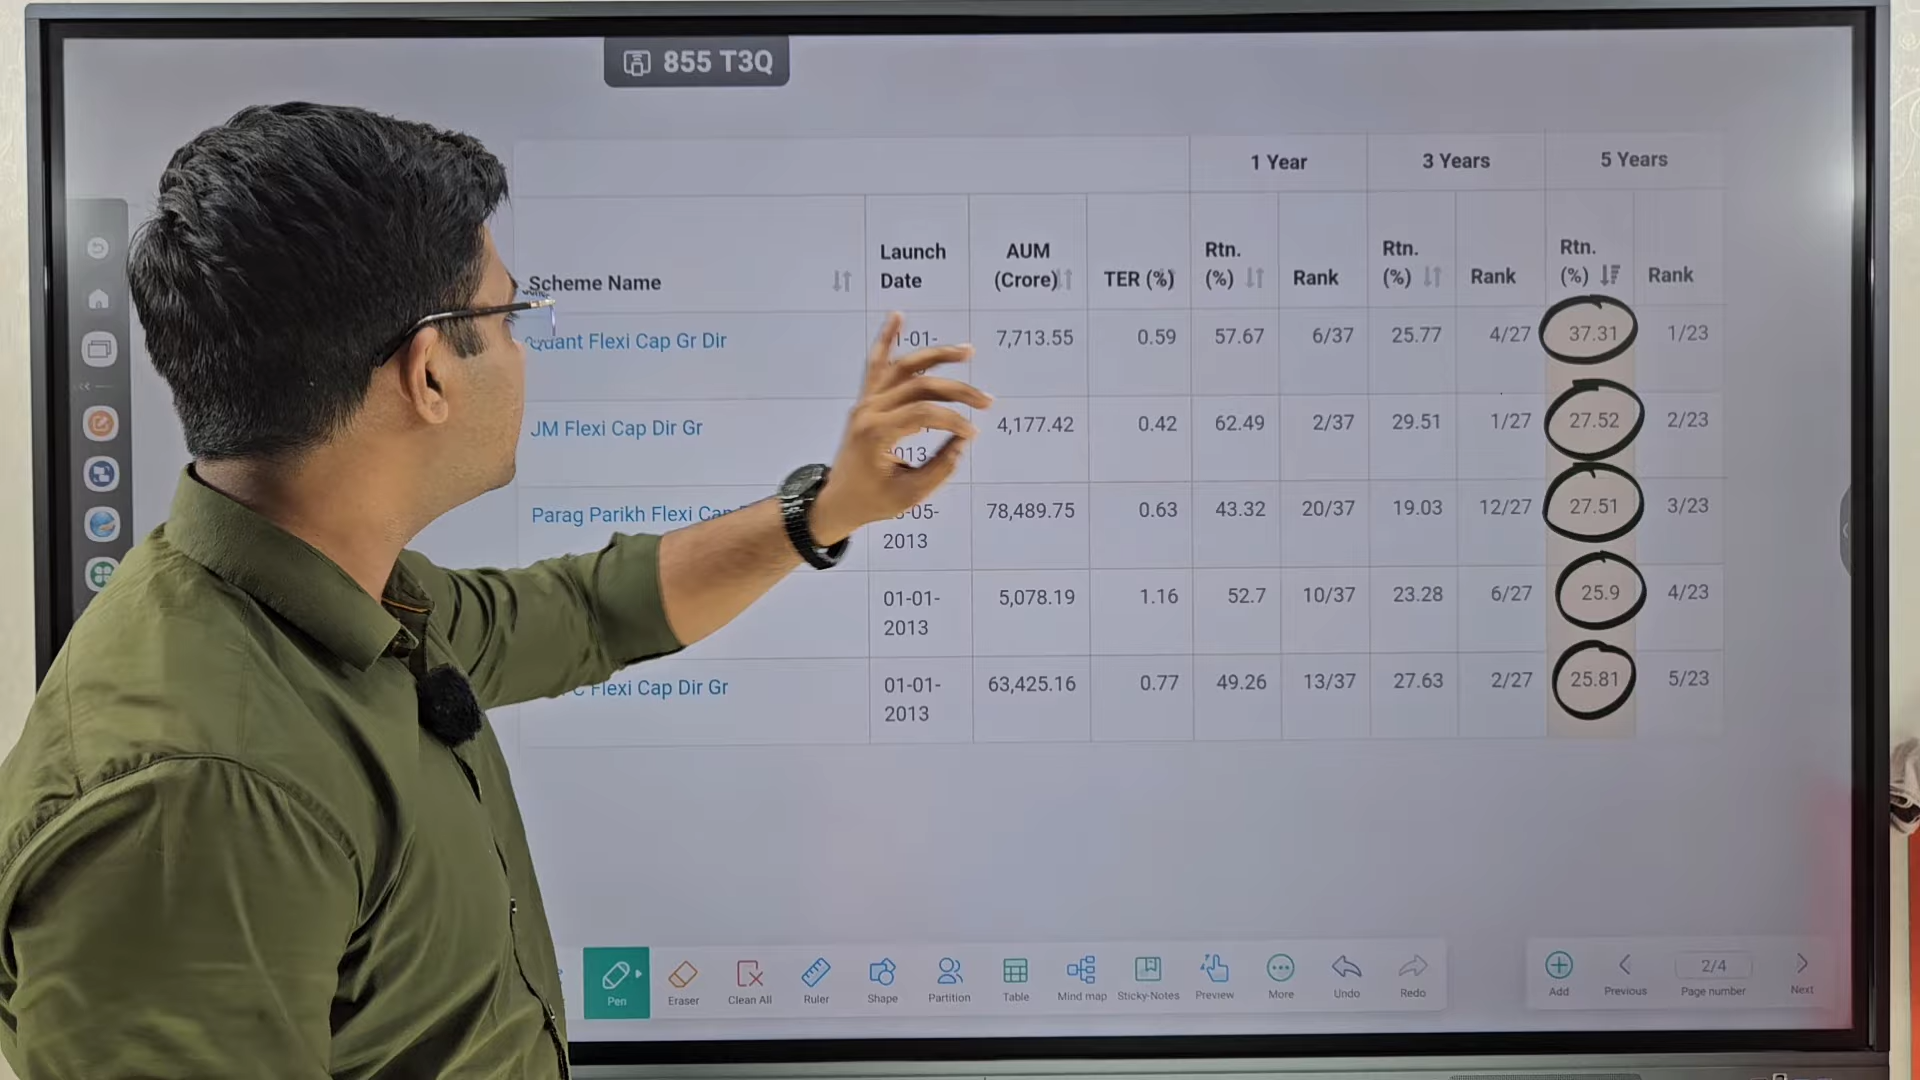 855 T3Q
1 Year 3 Years 5 Years
Scheme Name Launch Date AUM (Crore) TER (%) Rtn. (%) Rank Rtn. (%) Rank Rtn. (%) Rank
Quant Flexi Cap Gr Dir -01- 7,713.55 0.59 57.67 6/37 25.77 4/27 37.31 1/23
JM Flexi Cap Dir Gr 013 4,177.42 0.42 62.49 2/37 29.51 1/27 27.52 2/23
Parag Parikh Flexi Cap -05- 2013 78,489.75 0.63 43.32 20/37 19.03 12/27 27.51 3/23
01-01- 2013 5,078.19 1.16 52.7 10/37 23.28 6/27 25.9 4/23
C Flexi Cap Dir Gr 01-01- 2013 63,425.16 0.77 49.26 13/37 27.63 2/27 25.81 5/23
Pen Eraser Clean All Ruler Shape Partition Table Mind map Sticky-Notes Preview More Undo Redo Add Previous 2/4 Page number Next